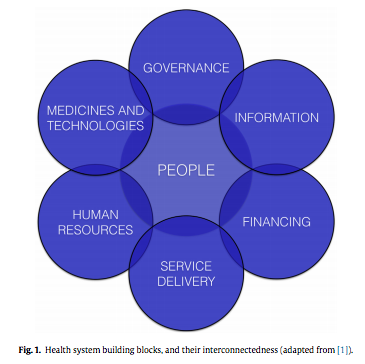 GOVERNANCE
MEDICINES AND
TECHNOLOGIES
INFORMATION
PEOPLE
HUMAN
RESOURCES
FINANCING
SERVICE
DELIVERY
Fig. 1. Health system building blocks, and their interconnectedness (adapted from [1]).